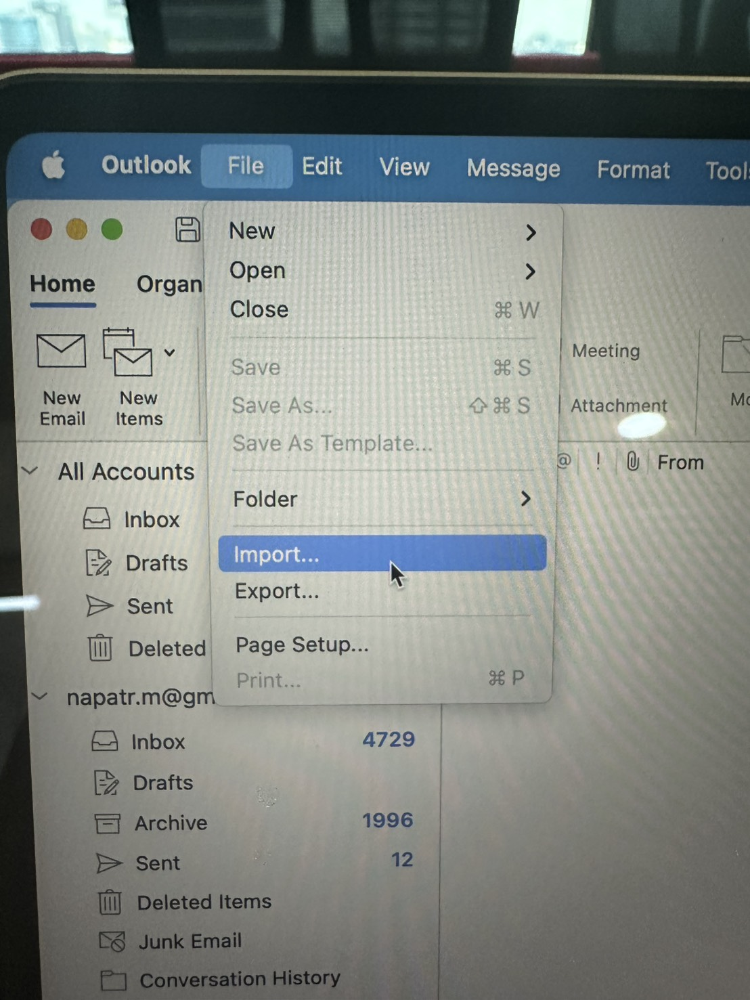 Outlook File Edit View Message Format Tools
New
Open
Close ⌘ W
Save ⌘ S
Save As... ⇧ ⌘ S
Save As Template...
Folder
Import...
Export...
Page Setup...
Print... ⌘ P
Home Organ
New Email
New Items
Meeting
Attachment
Mo
@ ! From
All Accounts
Inbox
Drafts
Sent
Deleted
napatr.m@gm
Inbox 4729
Drafts
Archive 1996
Sent 12
Deleted Items
Junk Email
Conversation History